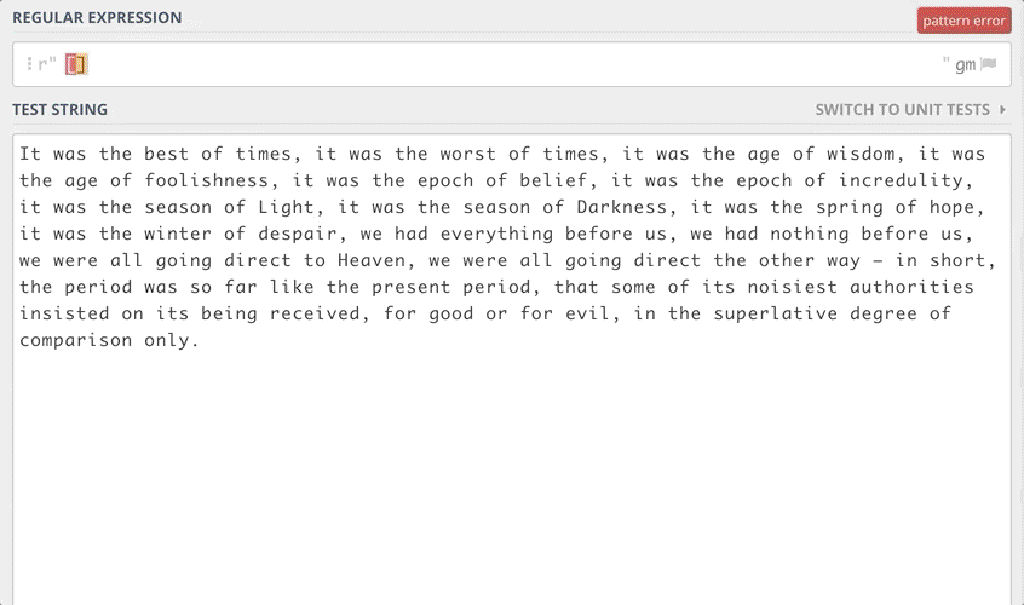 REGULAR EXPRESSION
pattern error
⋮ r" [] " gm
TEST STRING
SWITCH TO UNIT TESTS
It was the best of times, it was the worst of times, it was the age of wisdom, it was
the age of foolishness, it was the epoch of belief, it was the epoch of incredulity,
it was the season of Light, it was the season of Darkness, it was the spring of hope,
it was the winter of despair, we had everything before us, we had nothing before us,
we were all going direct to Heaven, we were all going direct the other way – in short,
the period was so far like the present period, that some of its noisiest authorities
insisted on its being received, for good or for evil, in the superlative degree of
comparison only.